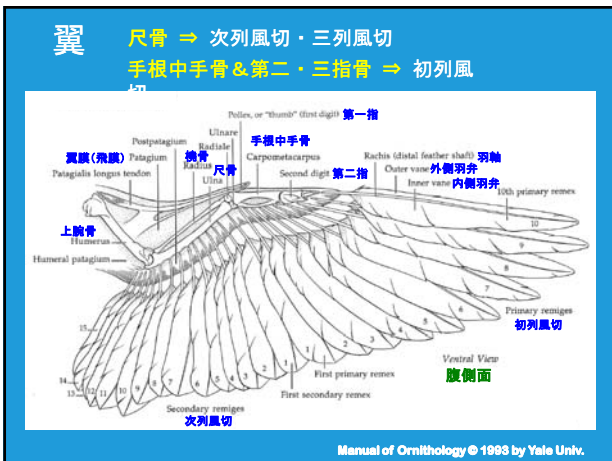 翼
尺骨 ⇒ 次列風切・三列風切
手根中手骨＆第二・三指骨 ⇒ 初列風
切
Pollex, or "thumb" (first digit) 第一指
Ulnare
Radiale 手根中手骨
Postpatagium
翼膜(飛膜) Patagium 橈骨 Radius 尺骨 Carpometacarpus
Patagialis longus tendon Ulna Second digit 第二指
Rachis (distal feather shaft) 羽軸
Outer vane 外側羽弁
Inner vane 内側羽弁
10th primary remex
上腕骨
Humerus
Humeral patagium
10
9
8
7
6
5
4
3
2
1
Primary remiges
初列風切
First primary remex
First secondary remex
1
2
3
4
5
6
7
8
9
10
11
12
13
14
15
Secondary remiges
次列風切
Ventral View
腹側面
Manual of Ornithology © 1993 by Yale Univ.